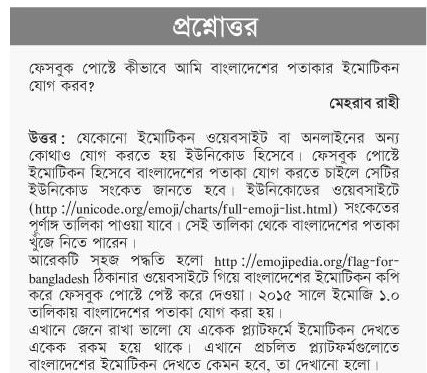 প্রশ্নোত্তর
ফেসবুক পোস্টে কীভাবে আমি বাংলাদেশের পতাকার ইমোটিকন
যোগ করব?
মেহরাব রাহী
উত্তর : যেকোনো ইমোটিকন ওয়েবসাইট বা অনলাইনের অন্য
কোথাও যোগ করতে হয় ইউনিকোড হিসেবে। ফেসবুক পোস্টে
ইমোটিকন হিসেবে বাংলাদেশের পতাকা যোগ করতে চাইলে সেটির
ইউনিকোড সংকেত জানতে হবে। ইউনিকোডের ওয়েবসাইটে
(http ://unicode.org/emoji/charts/full-emoji-list.html) সংকেতের
পূর্ণাঙ্গ তালিকা পাওয়া যাবে। সেই তালিকা থেকে বাংলাদেশের পতাকা
খুঁজে নিতে পারেন।
আরেকটি সহজ পদ্ধতি হলো http ://emojipedia.org/flag-for-
bangladesh ঠিকানার ওয়েবসাইটে গিয়ে বাংলাদেশের ইমোটিকন কপি
করে ফেসবুক পোস্টে পেস্ট করে দেওয়া। ২০১৫ সালে ইমোজি ১.০
তালিকায় বাংলাদেশের পতাকা যোগ করা হয়।
এখানে জেনে রাখা ভালো যে একেক প্ল্যাটফর্মে ইমোটিকন দেখতে
একেক রকম হয়ে থাকে। এখানে প্রচলিত প্ল্যাটফর্মগুলোতে
বাংলাদেশের ইমোটিকন দেখতে কেমন হবে, তা দেখানো হলো।